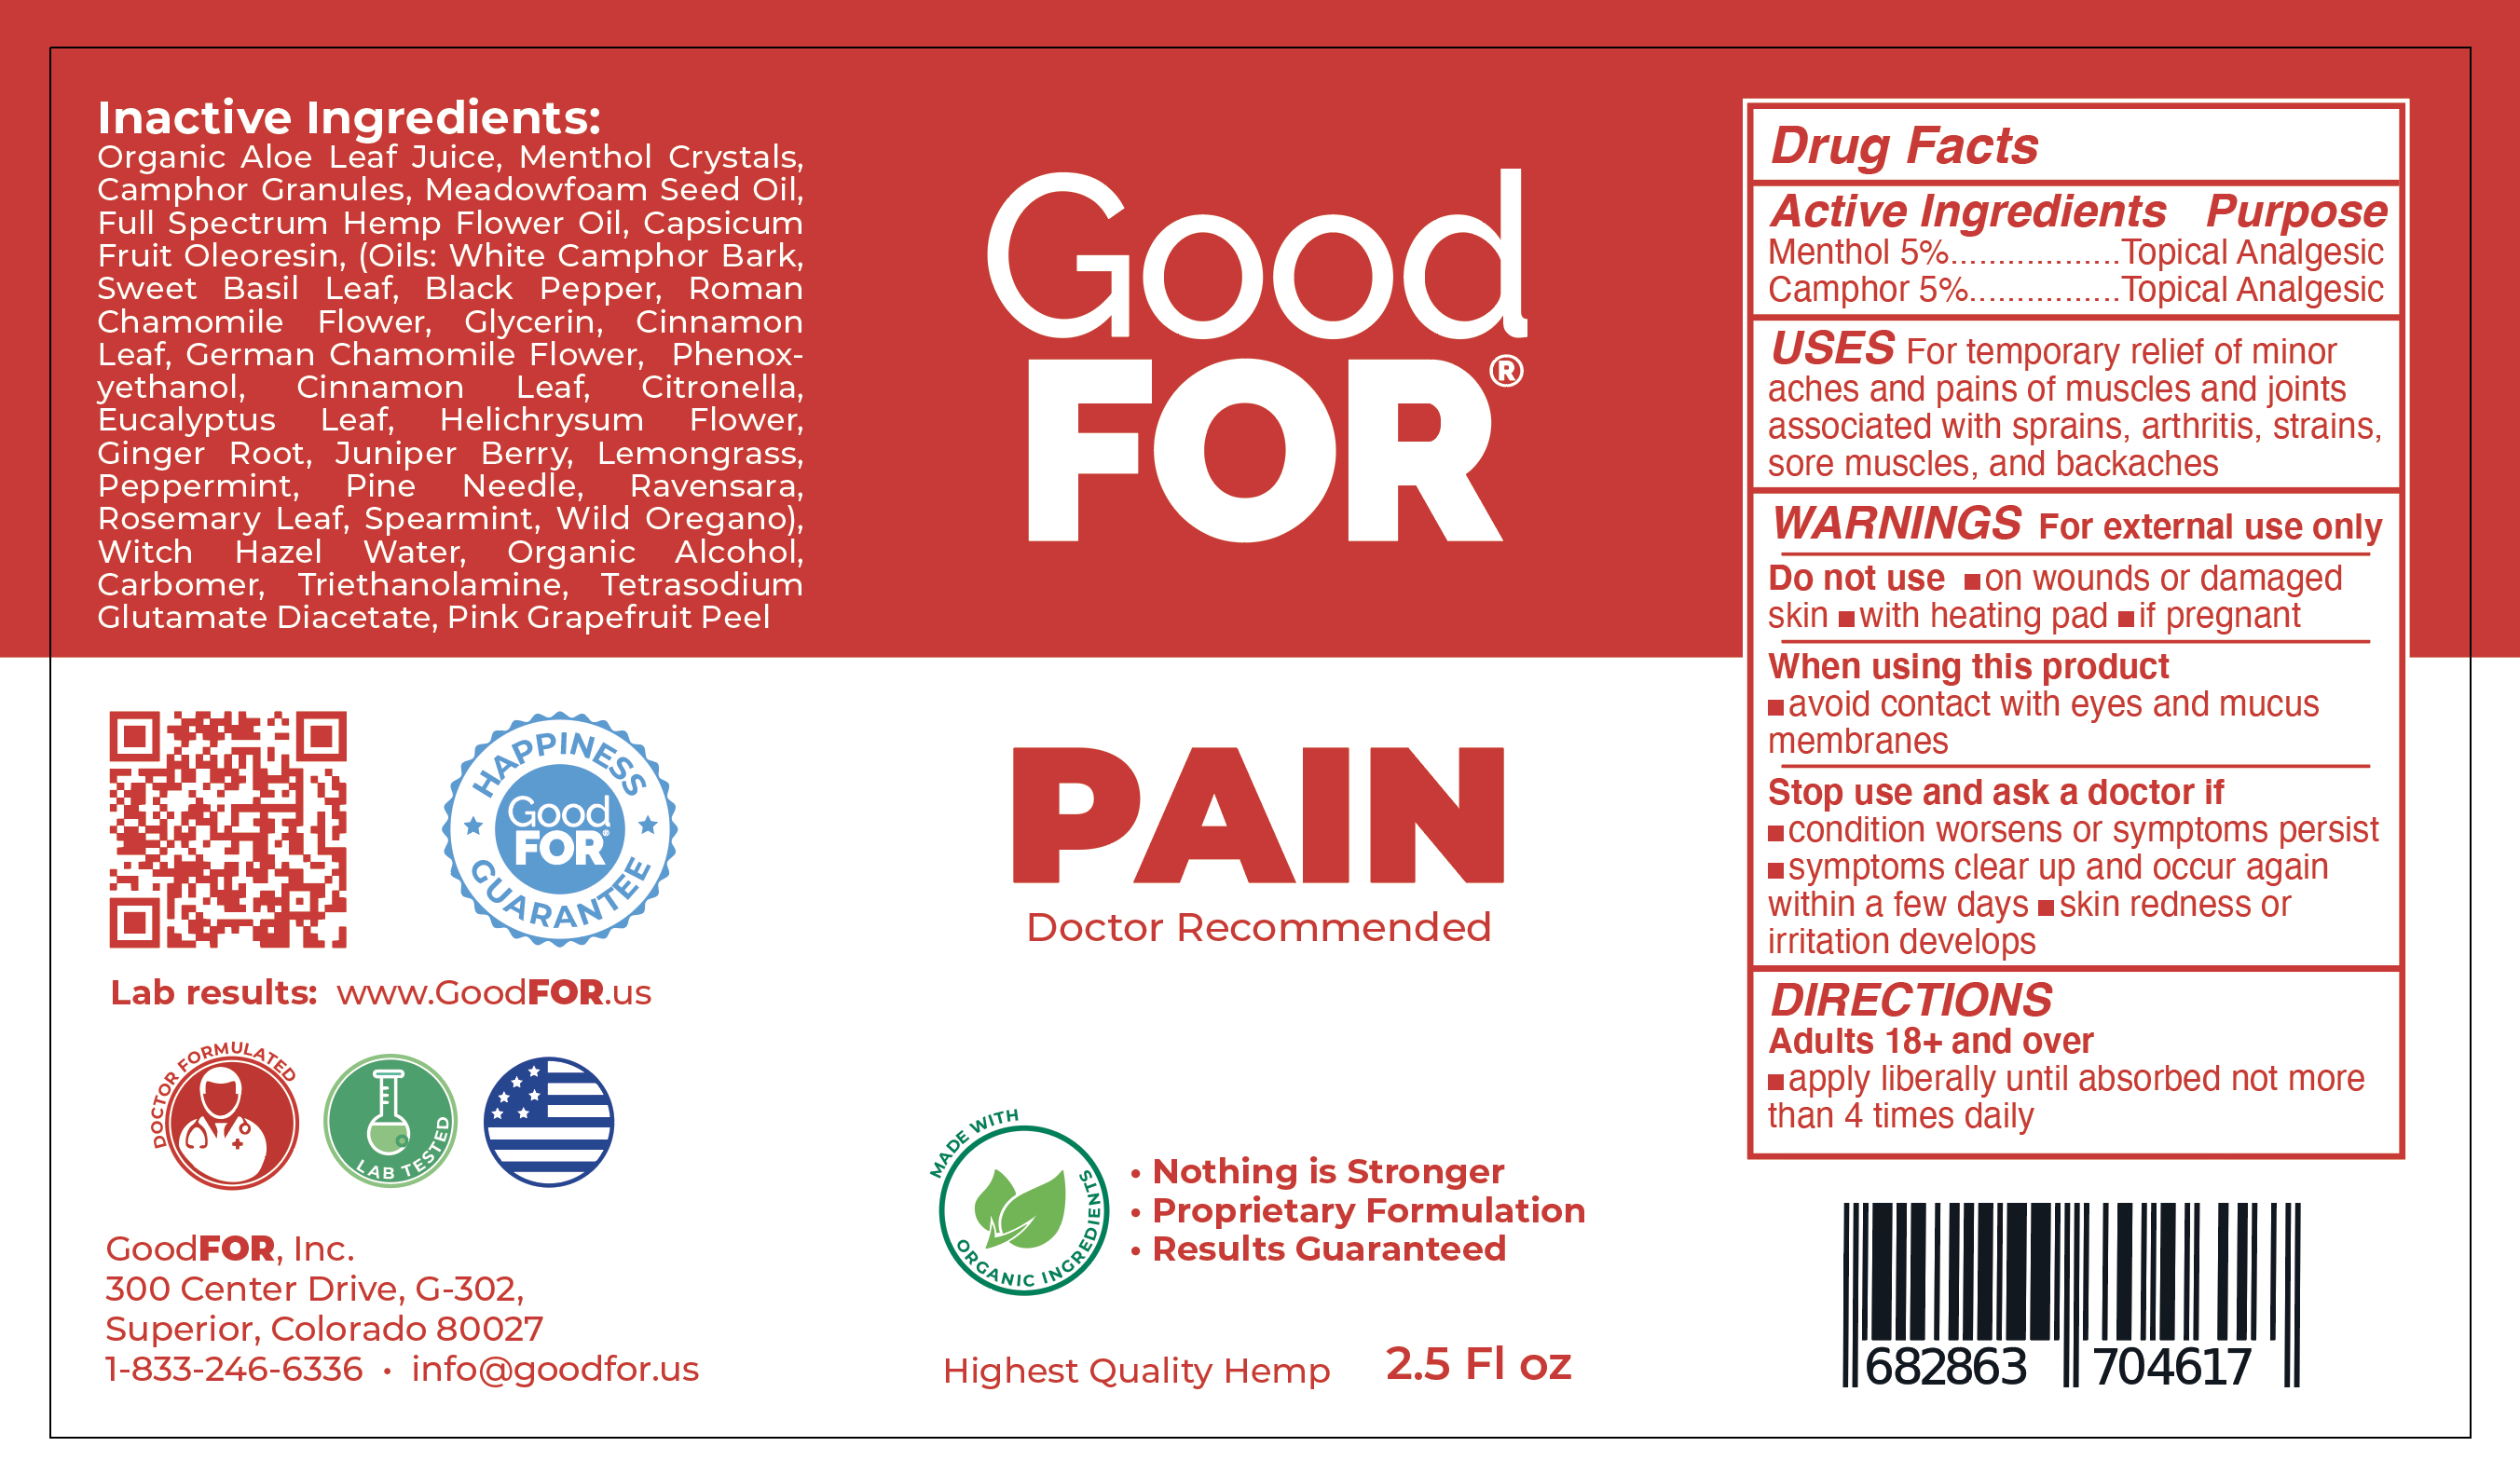 Inactive Ingredients:
Organic Aloe Leaf Juice, Menthol Crystals,
Camphor Granules, Meadowfoam Seed Oil,
Full Spectrum Hemp Flower Oil, Capsicum
Fruit Oleoresin, (Oils: White Camphor Bark,
Sweet Basil Leaf, Black Pepper, Roman
Chamomile Flower, Glycerin, Cinnamon
Leaf, German Chamomile Flower, Phenox-
yethanol, Cinnamon Leaf, Citronella,
Eucalyptus Leaf, Helichrysum Flower,
Ginger Root, Juniper Berry, Lemongrass,
Peppermint, Pine Needle, Ravensara,
Rosemary Leaf, Spearmint, Wild Oregano),
Witch Hazel Water, Organic Alcohol,
Carbomer, Triethanolamine, Tetrasodium
Glutamate Diacetate, Pink Grapefruit Peel
HAPPINESS
Good
FOR®
GUARANTEE
Lab results: www.GoodFOR.us
DOCTOR FORMULATED
LAB TESTED
GoodFOR, Inc.
300 Center Drive, G-302,
Superior, Colorado 80027
1-833-246-6336 • info@goodfor.us
Good
FOR®
PAIN
Doctor Recommended
MADE WITH
ORGANIC INGREDIENTS
• Nothing is Stronger
• Proprietary Formulation
• Results Guaranteed
Highest Quality Hemp 2.5 Fl oz
Drug Facts
Active Ingredients Purpose
Menthol 5%..................Topical Analgesic
Camphor 5%................Topical Analgesic
USES For temporary relief of minor
aches and pains of muscles and joints
associated with sprains, arthritis, strains,
sore muscles, and backaches
WARNINGS For external use only
Do not use ■on wounds or damaged
skin ■with heating pad ■if pregnant
When using this product
■avoid contact with eyes and mucus
membranes
Stop use and ask a doctor if
■condition worsens or symptoms persist
■symptoms clear up and occur again
within a few days ■skin redness or
irritation develops
DIRECTIONS
Adults 18+ and over
■apply liberally until absorbed not more
than 4 times daily
682863 704617